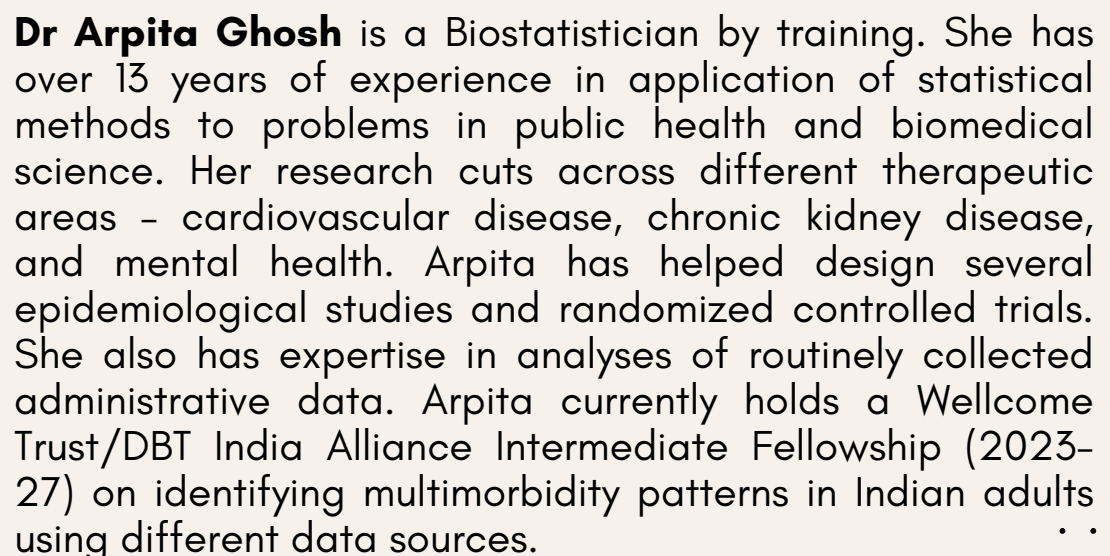 Dr Arpita Ghosh is a Biostatistician by training. She has
over 13 years of experience in application of statistical
methods to problems in public health and biomedical
science. Her research cuts across different therapeutic
areas - cardiovascular disease, chronic kidney disease,
and mental health. Arpita has helped design several
epidemiological studies and randomized controlled trials.
She also has expertise in analyses of routinely collected
administrative data. Arpita currently holds a Wellcome
Trust/DBT India Alliance Intermediate Fellowship (2023-
27) on identifying multimorbidity patterns in Indian adults
using different data sources.